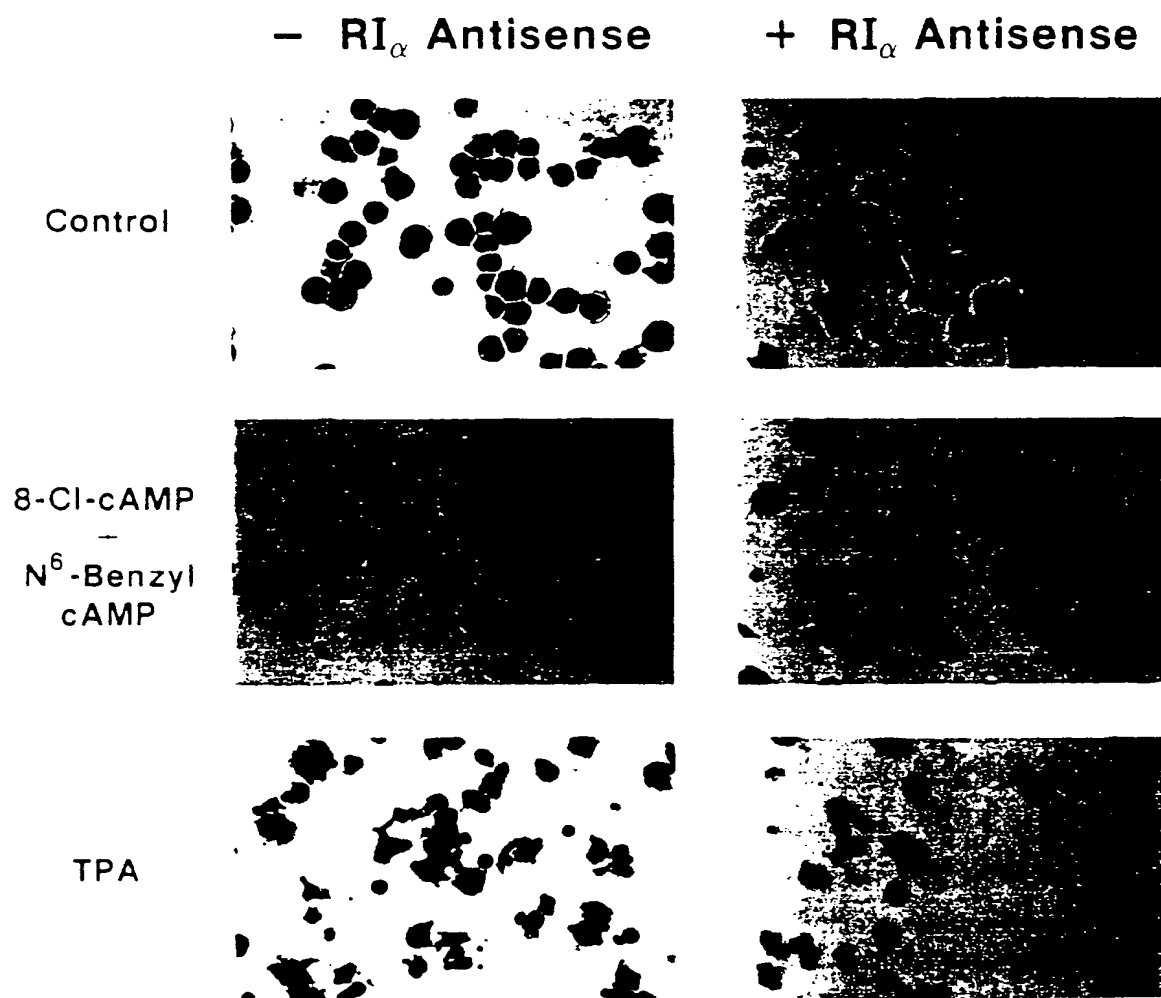 − RIα Antisense
+ RIα Antisense
Control
8-Cl-cAMP
–
N⁶-Benzyl
cAMP
TPA